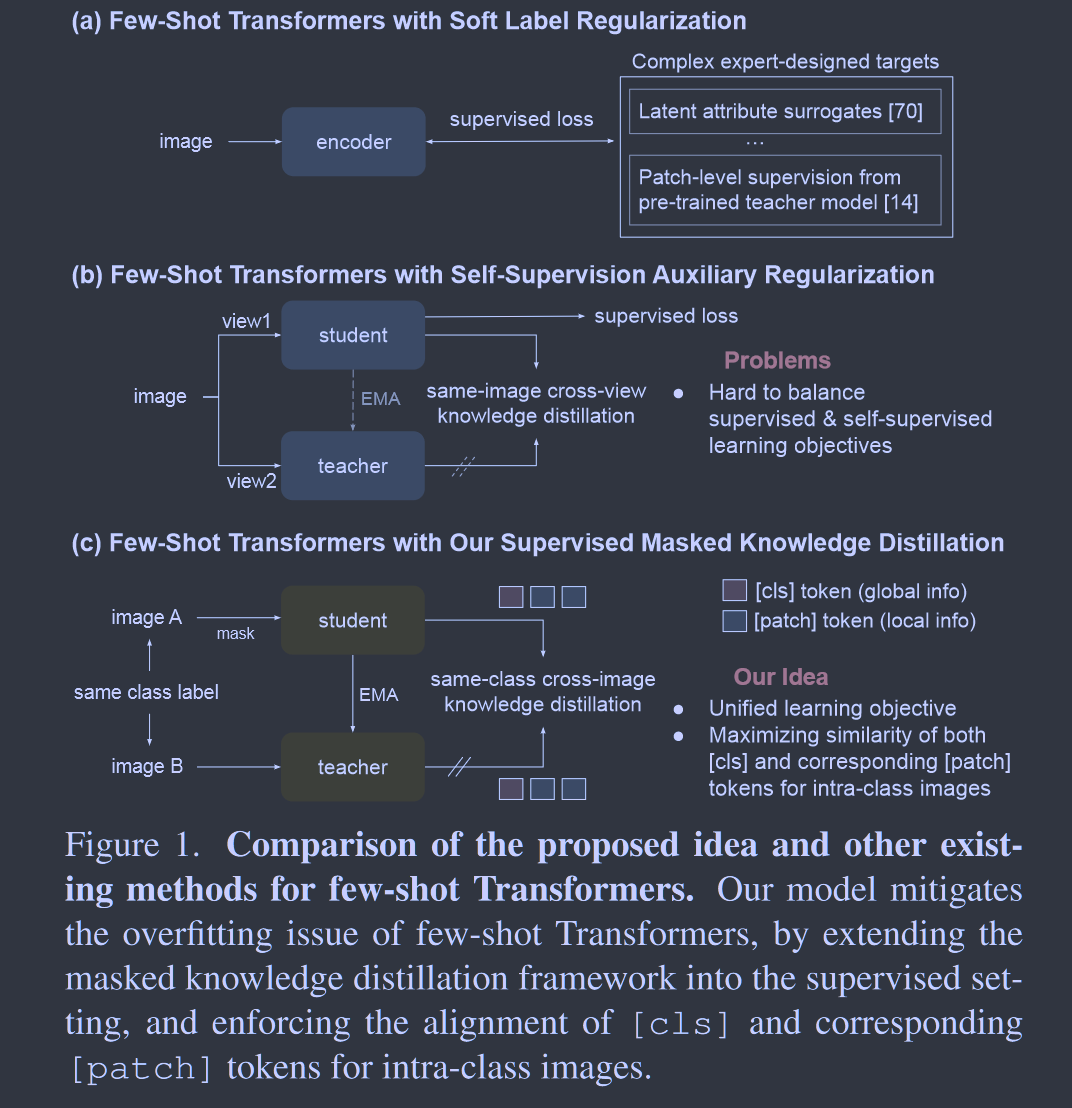 (a) Few-Shot Transformers with Soft Label Regularization
Complex expert-designed targets
image
encoder
supervised loss
Latent attribute surrogates [70]
...
Patch-level supervision from
pre-trained teacher model [14]
(b) Few-Shot Transformers with Self-Supervision Auxiliary Regularization
view1
student
supervised loss
image
EMA
same-image cross-view
knowledge distillation
view2
teacher
Problems
● Hard to balance
supervised & self-supervised
learning objectives
(c) Few-Shot Transformers with Our Supervised Masked Knowledge Distillation
image A
mask
student
same class label
EMA
same-class cross-image
knowledge distillation
image B
teacher
[cls] token (global info)
[patch] token (local info)
Our Idea
● Unified learning objective
● Maximizing similarity of both
[cls] and corresponding [patch]
tokens for intra-class images
Figure 1. Comparison of the proposed idea and other exist-
ing methods for few-shot Transformers. Our model mitigates
the overfitting issue of few-shot Transformers, by extending the
masked knowledge distillation framework into the supervised set-
ting, and enforcing the alignment of [cls] and corresponding
[patch] tokens for intra-class images.